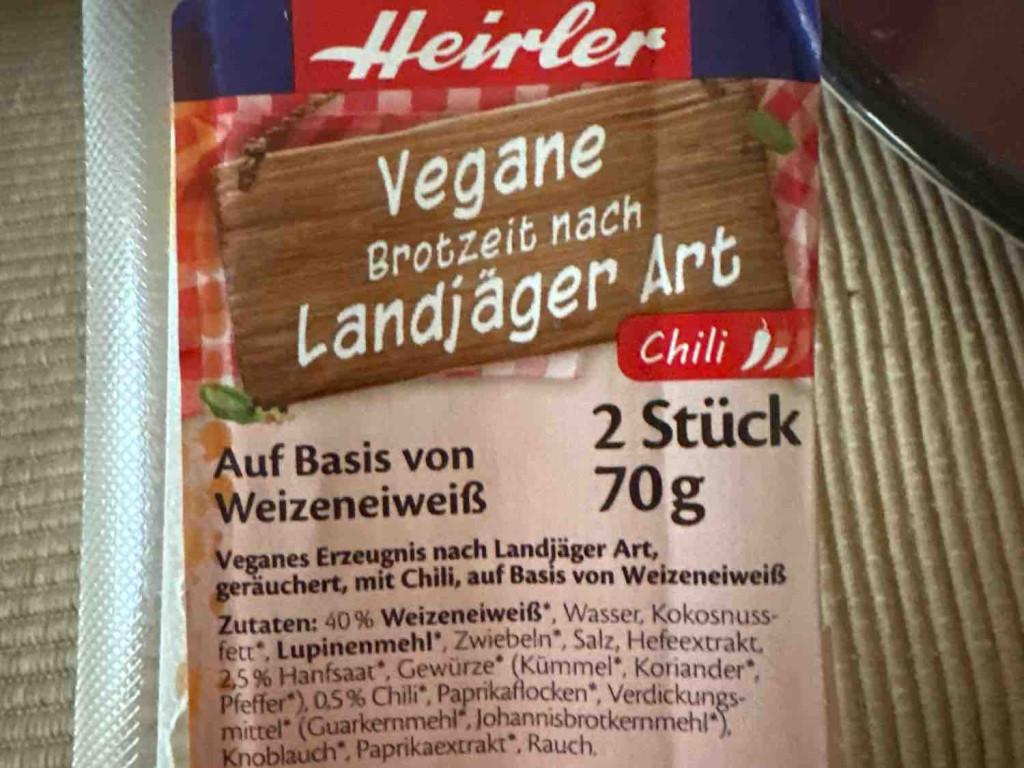 Heirler
Vegane
Brotzeit nach
Landjäger Art
Chili
2 Stück
70g
Auf Basis von
Weizeneiweiß
Veganes Erzeugnis nach Landjäger Art,
geräuchert, mit Chili, auf Basis von Weizeneiweiß
Zutaten: 40% Weizeneiweiß*, Wasser, Kokosnuss-
fett*, Lupinenmehl*, Zwiebeln*, Salz, Hefeextrakt,
2,5% Hanfsaat*, Gewürze* (Kümmel*, Koriander*,
Pfeffer*), 0,5% Chili*, Paprikaflocken*, Verdickungs-
mittel* (Guarkernmehl*, Johannisbrotkernmehl*),
Knoblauch*, Paprikaextrakt*, Rauch.